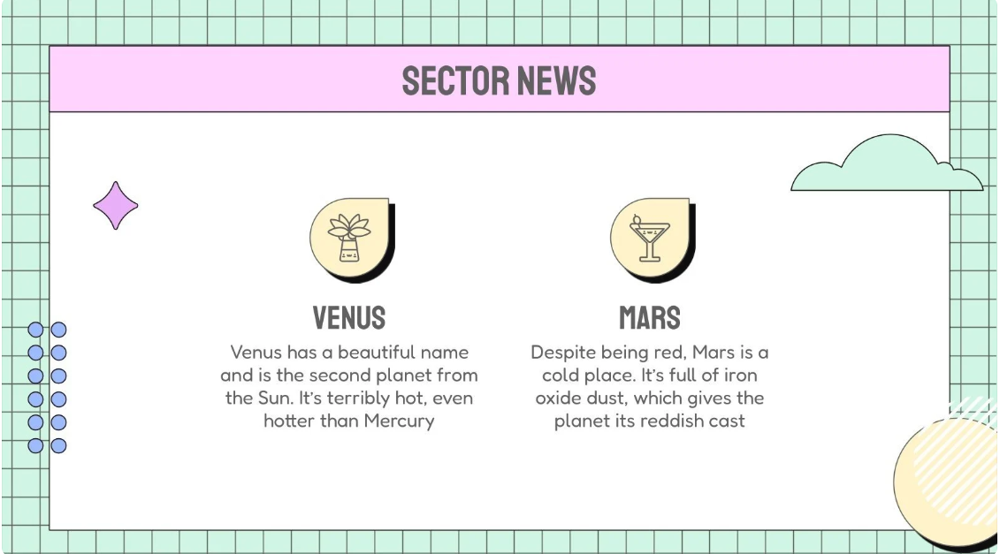 SECTOR NEWS
VENUS
Venus has a beautiful name
and is the second planet from
the Sun. It’s terribly hot, even
hotter than Mercury
MARS
Despite being red, Mars is a
cold place. It’s full of iron
oxide dust, which gives the
planet its reddish cast